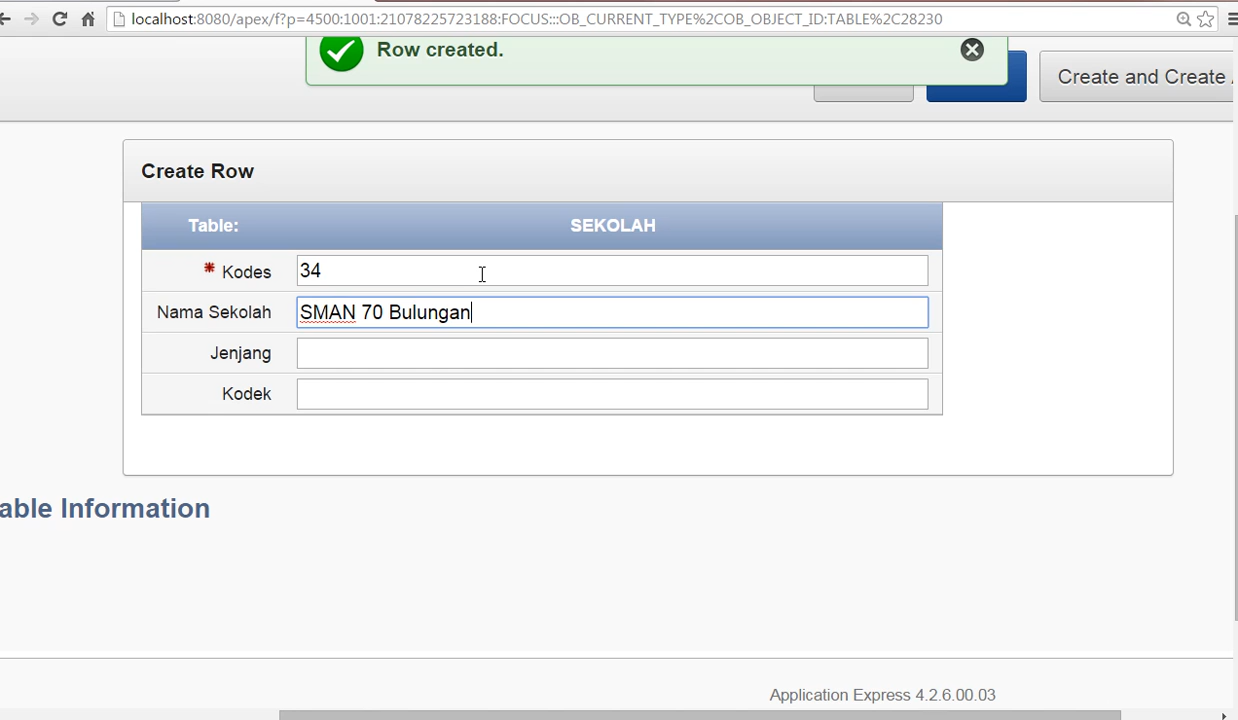 localhost:8080/apex/f?p=4500:1001:21078225723188:FOCUS:::OB_CURRENT_TYPE%2COB_OBJECT_ID:TABLE%2C28230
Row created.
Create and Create
Create Row
Table: SEKOLAH
* Kodes 34
Nama Sekolah SMAN 70 Bulungan
Jenjang
Kodek
able Information
Application Express 4.2.6.00.03